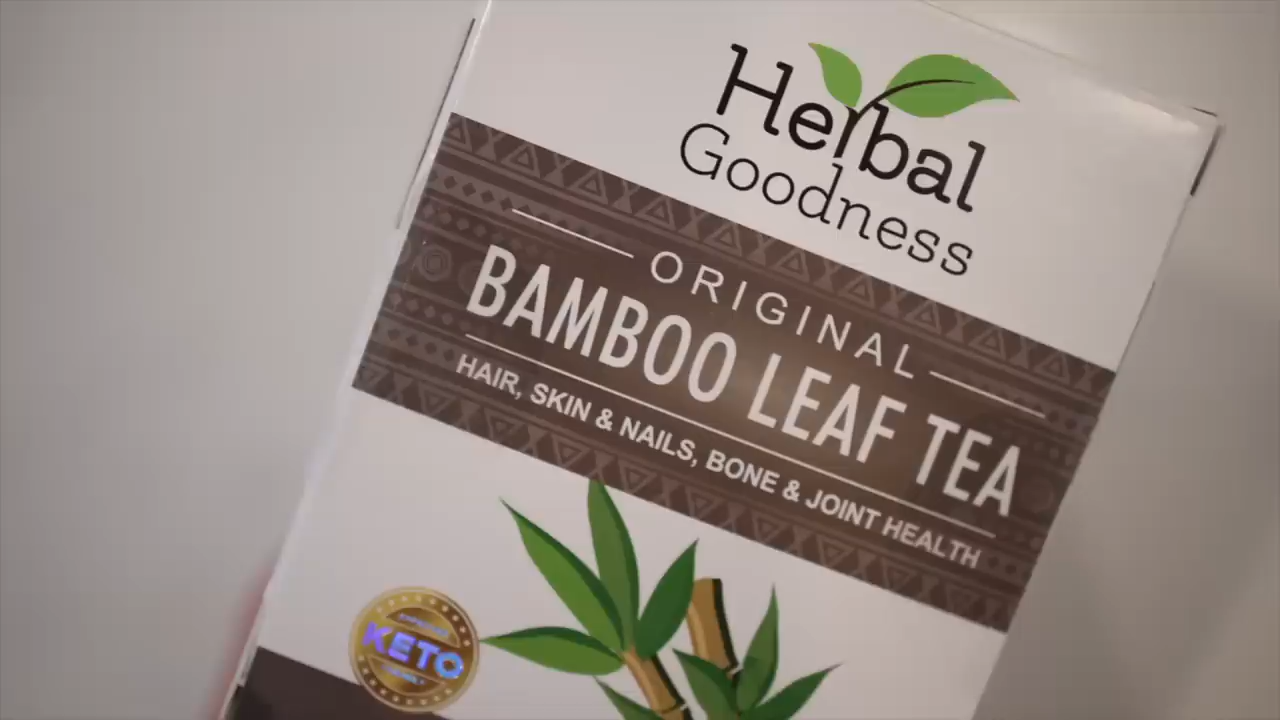 Herbal
Goodness
ORIGINAL
BAMBOO LEAF TEA
HAIR, SKIN & NAILS, BONE & JOINT HEALTH
KETO